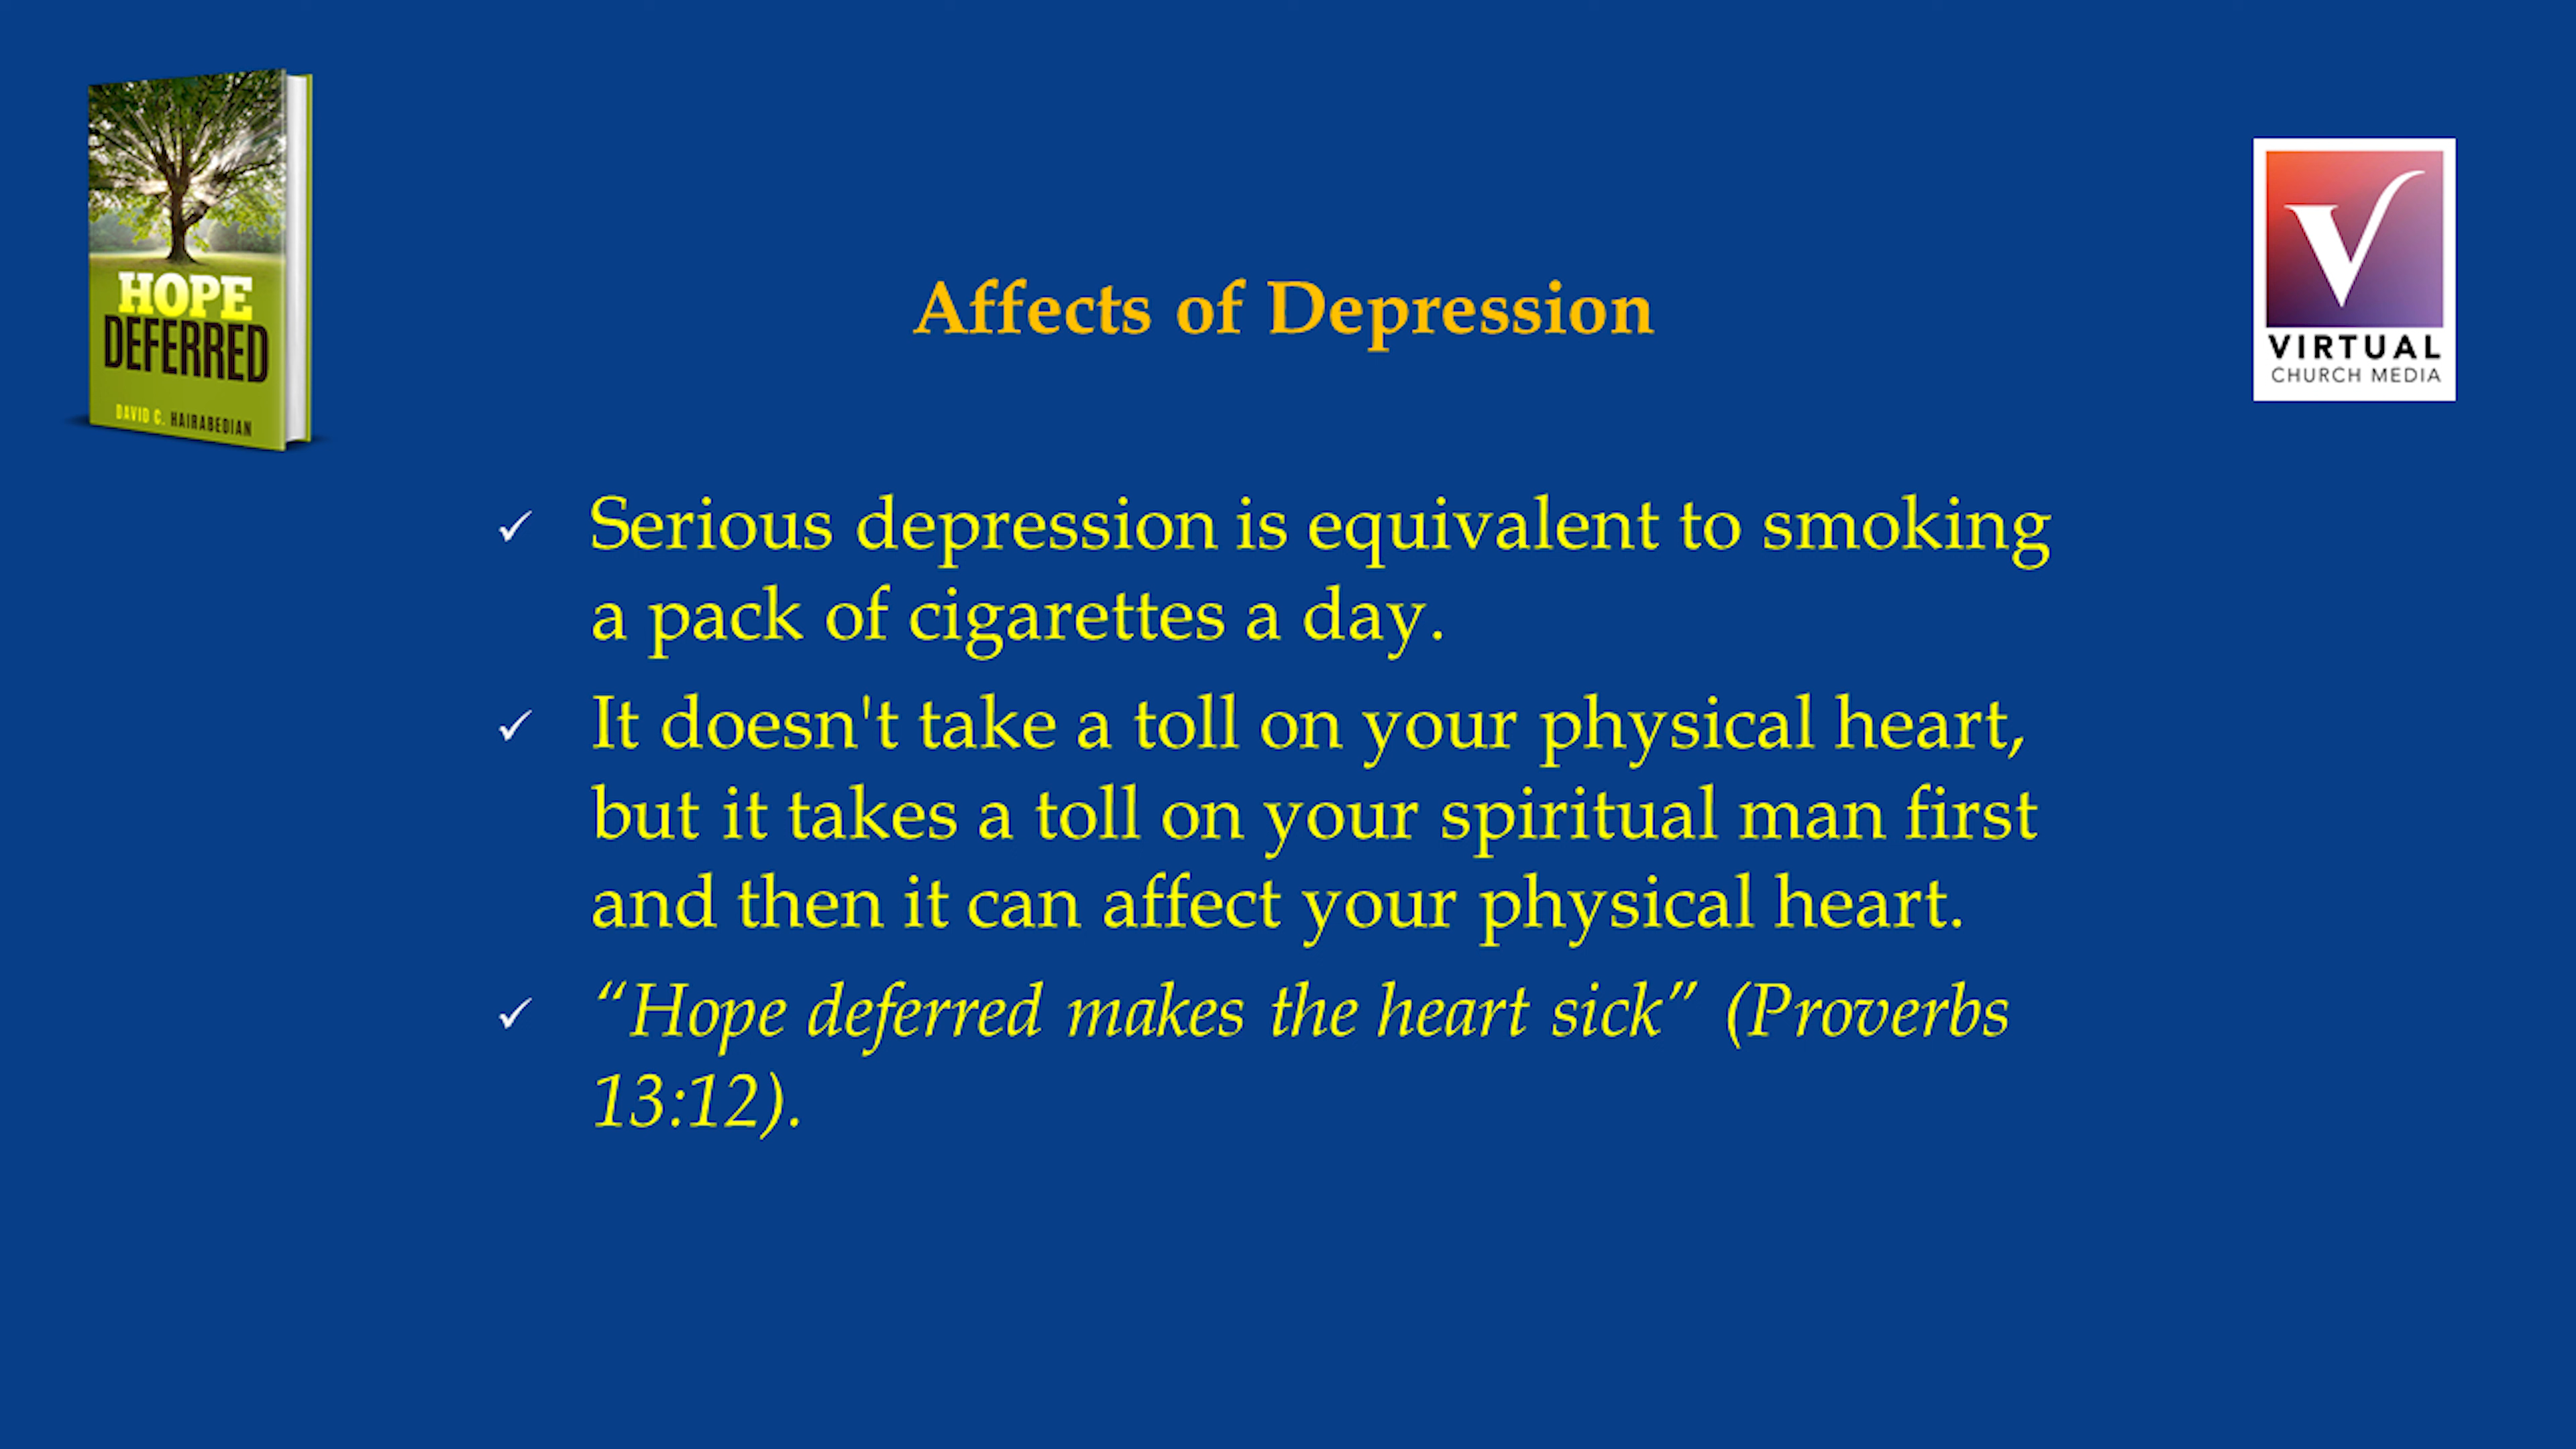 HOPE
DEFERRED
DAVID C. HAIRABEDIAN
VIRTUAL
CHURCH MEDIA
Affects of Depression
✓ Serious depression is equivalent to smoking
a pack of cigarettes a day.
✓ It doesn't take a toll on your physical heart,
but it takes a toll on your spiritual man first
and then it can affect your physical heart.
✓ “Hope deferred makes the heart sick” (Proverbs
13:12).